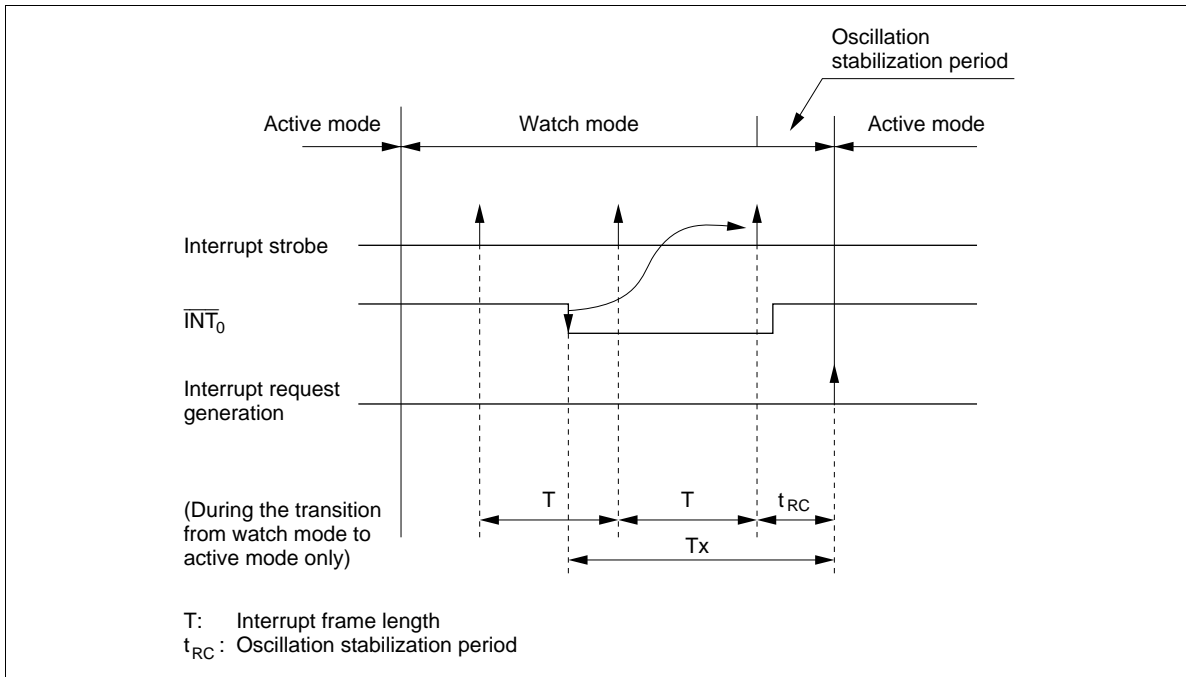 Oscillation
stabilization period
Active mode
Watch mode
Active mode
Interrupt strobe
INT0
Interrupt request
generation
(During the transition
from watch mode to
active mode only)
T
T
tRC
Tx
T: Interrupt frame length
tRC : Oscillation stabilization period